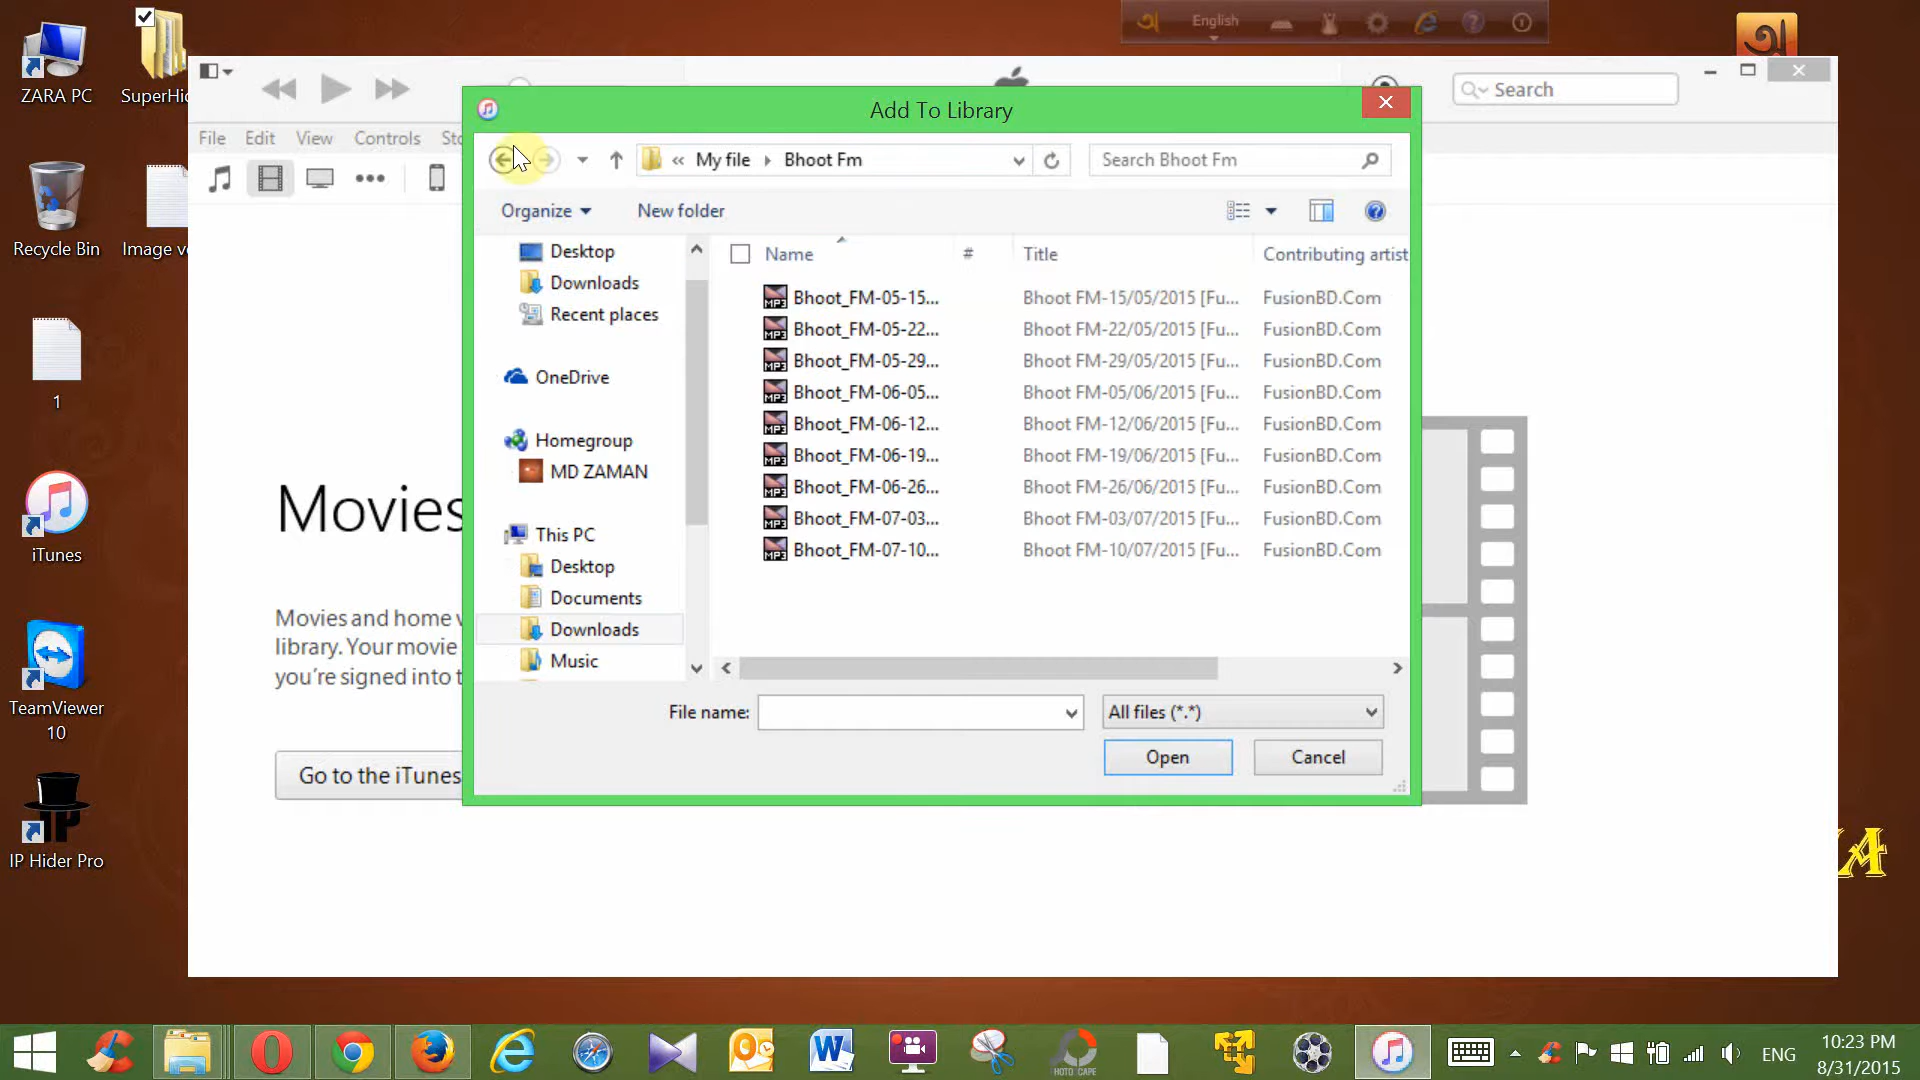 ZARA PC
SuperHid
Recycle Bin
Image ve
1
iTunes
TeamViewer
10
IP Hider Pro
English
Search
File
Edit
View
Controls
Sto
Movies
Movies and home v
library. Your movie
you're signed into t
Go to the iTunes
Add To Library
« My file
Bhoot Fm
Search Bhoot Fm
Organize
New folder
Desktop
Downloads
Recent places
OneDrive
Homegroup
MD ZAMAN
This PC
Desktop
Documents
Downloads
Music
Name # Title Contributing artist
Bhoot_FM-05-15... Bhoot FM-15/05/2015 [Fu... FusionBD.Com
Bhoot_FM-05-22... Bhoot FM-22/05/2015 [Fu... FusionBD.Com
Bhoot_FM-05-29... Bhoot FM-29/05/2015 [Fu... FusionBD.Com
Bhoot_FM-06-05... Bhoot FM-05/06/2015 [Fu... FusionBD.Com
Bhoot_FM-06-12... Bhoot FM-12/06/2015 [Fu... FusionBD.Com
Bhoot_FM-06-19... Bhoot FM-19/06/2015 [Fu... FusionBD.Com
Bhoot_FM-06-26... Bhoot FM-26/06/2015 [Fu... FusionBD.Com
Bhoot_FM-07-03... Bhoot FM-03/07/2015 [Fu... FusionBD.Com
Bhoot_FM-07-10... Bhoot FM-10/07/2015 [Fu... FusionBD.Com
File name:
All files (*.*)
Open
Cancel
A
ENG
10:23 PM
8/31/2015